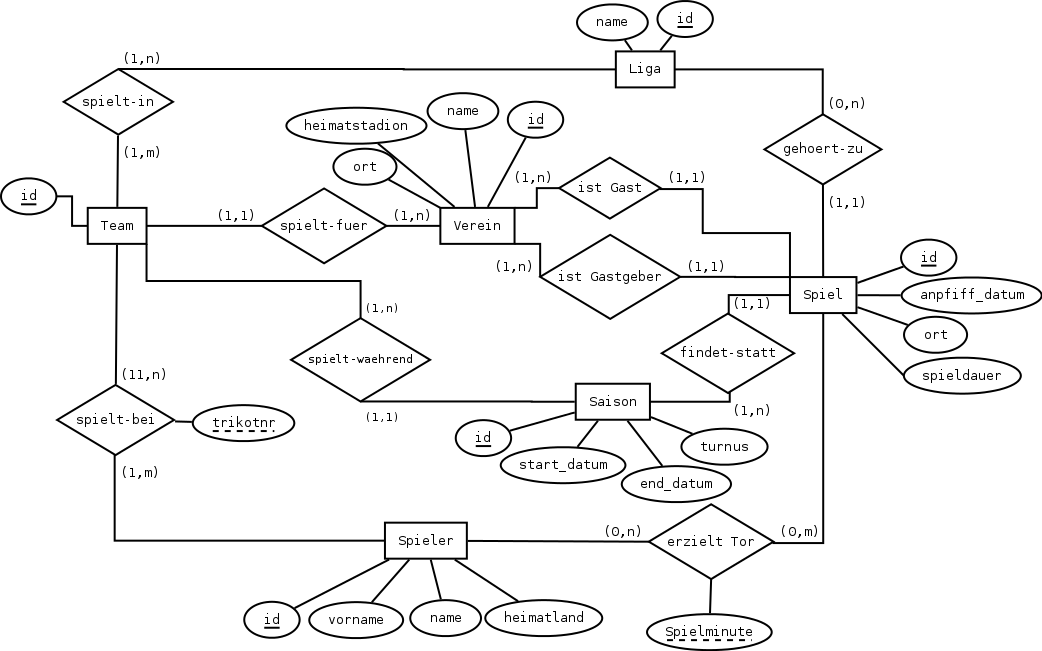 name
id
(1,n)
Liga
spielt-in
(0,n)
heimatstadion
name
id
(1,m)
gehoert-zu
ort
(1,n)
ist Gast
(1,1)
id
(1,1)
Team
(1,1)
spielt-fuer
(1,n)
Verein
(1,n)
ist Gastgeber
(1,1)
id
Spiel
anpfiff_datum
(1,n)
(1,1)
ort
spielt-waehrend
findet-statt
(11,n)
spieldauer
Saison
(1,n)
(1,1)
spielt-bei
trikotnr
id
turnus
start_datum
(1,m)
end_datum
(0,n)
(0,m)
Spieler
erzielt Tor
id
vorname
name
heimatland
Spielminute